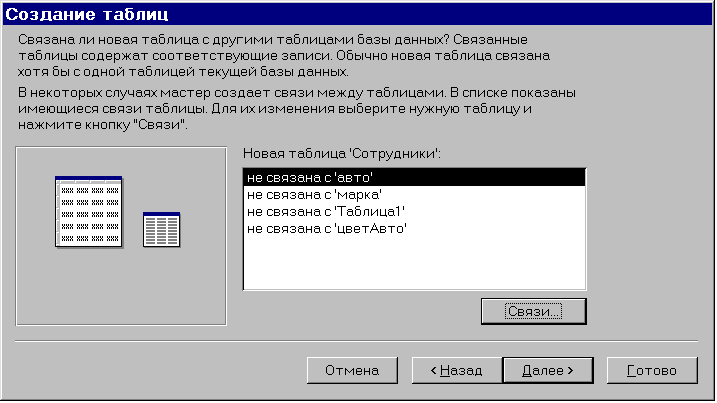 Создание таблиц
Связана ли новая таблица с другими таблицами базы данных? Связанные
таблицы содержат соответствующие записи. Обычно новая таблица связана
хотя бы с одной таблицей текущей базы данных.
В некоторых случаях мастер создает связи между таблицами. В списке показаны
имеющиеся связи таблицы. Для их изменения выберите нужную таблицу и
нажмите кнопку "Связи".
Новая таблица 'Сотрудники':
не связана с 'авто'
не связана с 'марка'
не связана с 'Таблица1'
не связана с 'цветАвто'
Связи...
Отмена
< Назад
Далее >
Готово